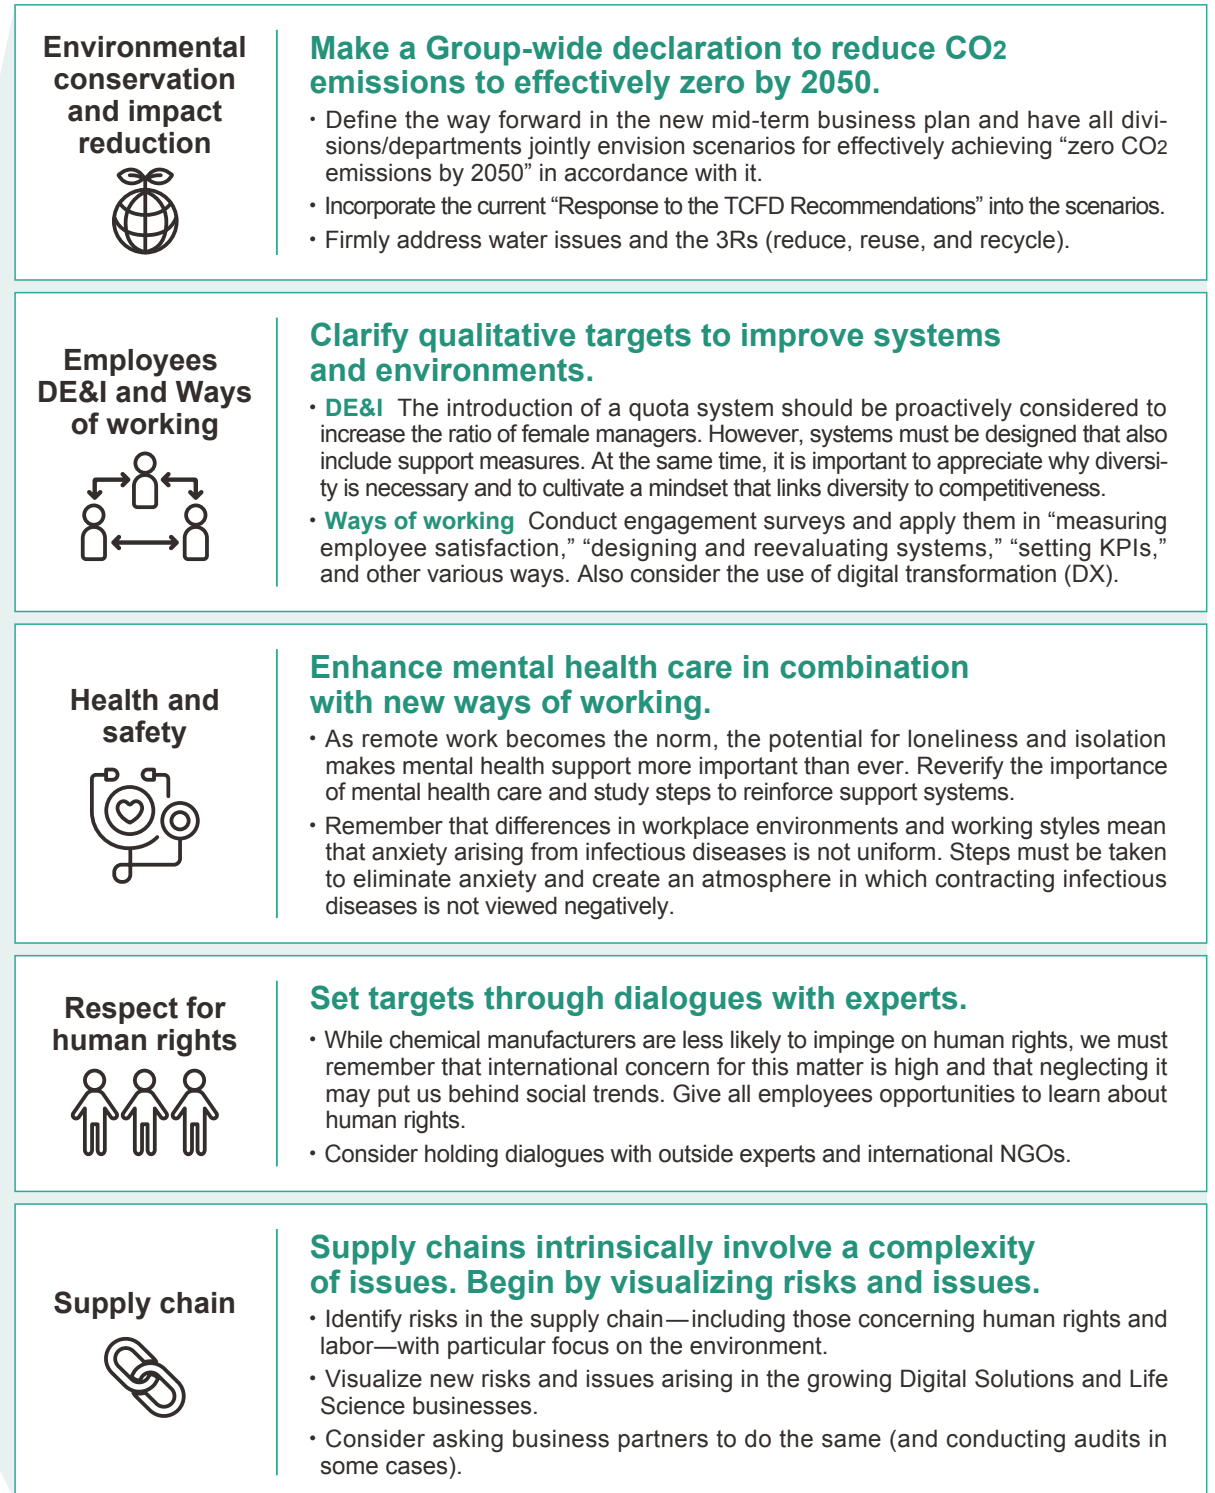 Environmental
conservation
and impact
reduction
Make a Group-wide declaration to reduce CO2
emissions to effectively zero by 2050.
・Define the way forward in the new mid-term business plan and have all divi-
sions/departments jointly envision scenarios for effectively achieving “zero CO2
emissions by 2050” in accordance with it.
・Incorporate the current “Response to the TCFD Recommendations” into the scenarios.
・Firmly address water issues and the 3Rs (reduce, reuse, and recycle).
Employees
DE&I and Ways
of working
Clarify qualitative targets to improve systems
and environments.
・DE&I The introduction of a quota system should be proactively considered to
increase the ratio of female managers. However, systems must be designed that also
include support measures. At the same time, it is important to appreciate why diversi-
ty is necessary and to cultivate a mindset that links diversity to competitiveness.
・Ways of working Conduct engagement surveys and apply them in “measuring
employee satisfaction,” “designing and reevaluating systems,” “setting KPIs,”
and other various ways. Also consider the use of digital transformation (DX).
Health and
safety
Enhance mental health care in combination
with new ways of working.
・As remote work becomes the norm, the potential for loneliness and isolation
makes mental health support more important than ever. Reverify the importance
of mental health care and study steps to reinforce support systems.
・Remember that differences in workplace environments and working styles mean
that anxiety arising from infectious diseases is not uniform. Steps must be taken
to eliminate anxiety and create an atmosphere in which contracting infectious
diseases is not viewed negatively.
Respect for
human rights
Set targets through dialogues with experts.
・While chemical manufacturers are less likely to impinge on human rights, we must
remember that international concern for this matter is high and that neglecting it
may put us behind social trends. Give all employees opportunities to learn about
human rights.
・Consider holding dialogues with outside experts and international NGOs.
Supply chain
Supply chains intrinsically involve a complexity
of issues. Begin by visualizing risks and issues.
・Identify risks in the supply chain—including those concerning human rights and
labor—with particular focus on the environment.
・Visualize new risks and issues arising in the growing Digital Solutions and Life
Science businesses.
・Consider asking business partners to do the same (and conducting audits in
some cases).